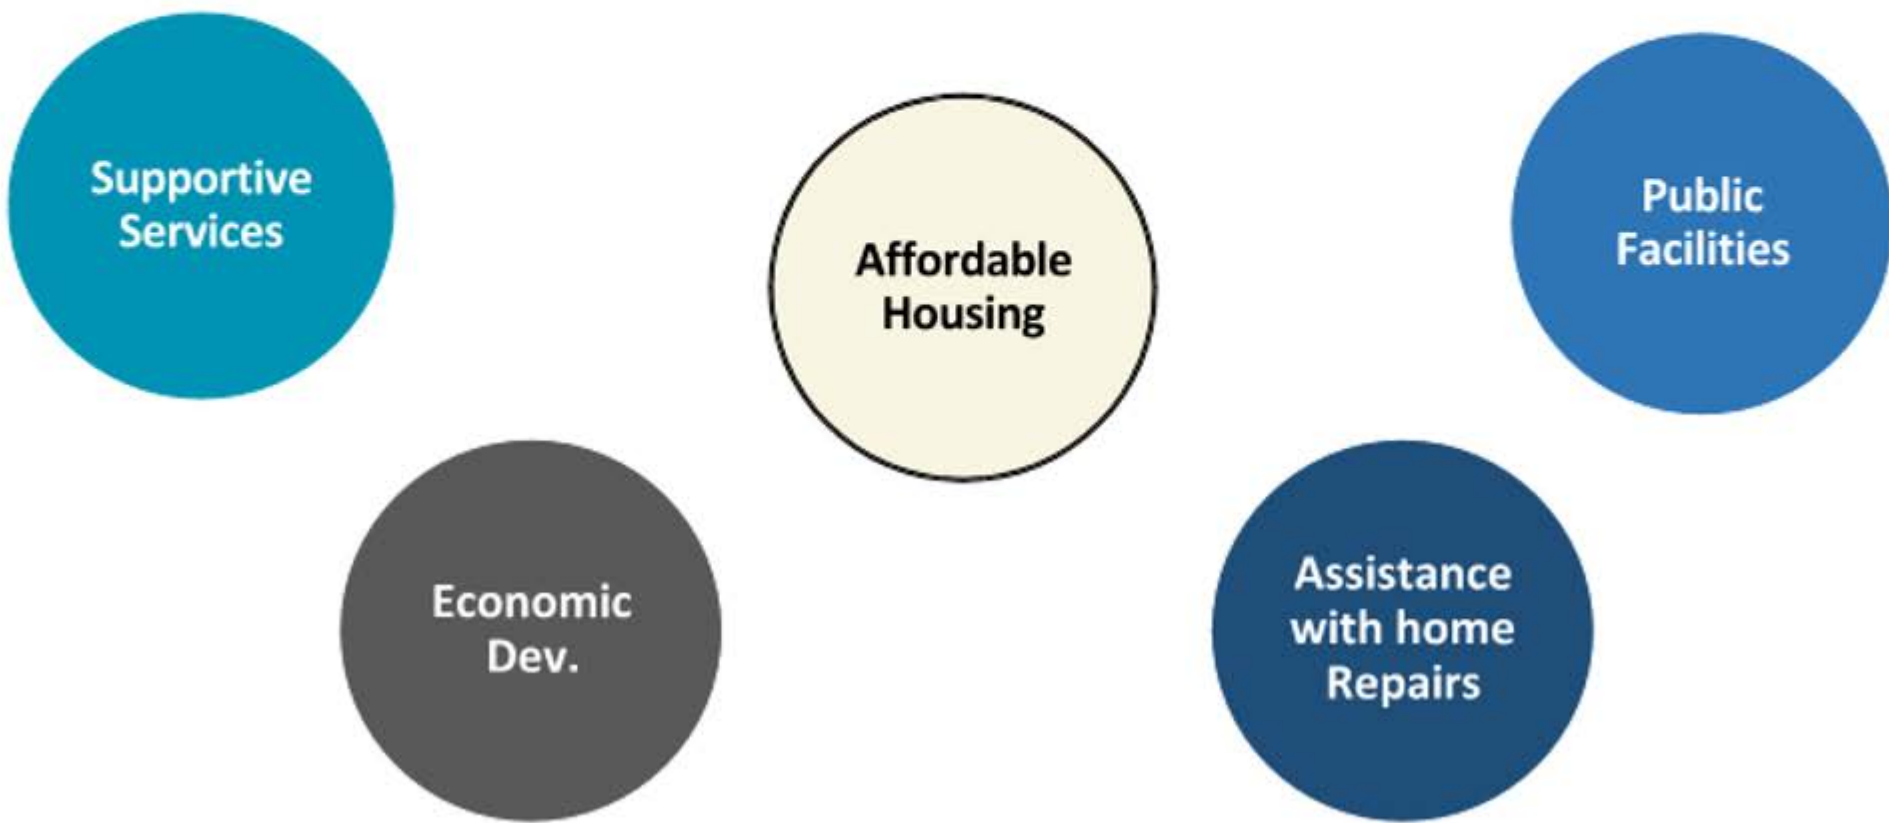 Supportive
Services
Affordable
Housing
Public
Facilities
Economic
Dev.
Assistance
with home
Repairs